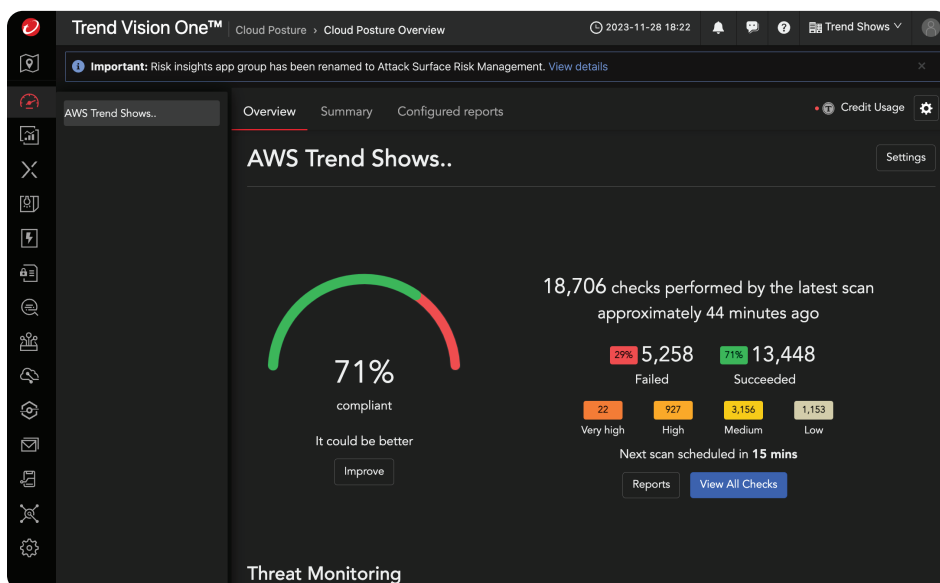 Trend Vision One™ Cloud Posture › Cloud Posture Overview 2023-11-28 18:22 Trend Shows
Important: Risk insights app group has been renamed to Attack Surface Risk Management. View details
AWS Trend Shows..
Overview Summary Configured reports Credit Usage
AWS Trend Shows.. Settings
18,706 checks performed by the latest scan
approximately 44 minutes ago
29% 5,258 71% 13,448
Failed Succeeded
71%
compliant
22 927 3,156 1,153
Very high High Medium Low
It could be better
Next scan scheduled in 15 mins
Improve
Reports View All Checks
Threat Monitoring